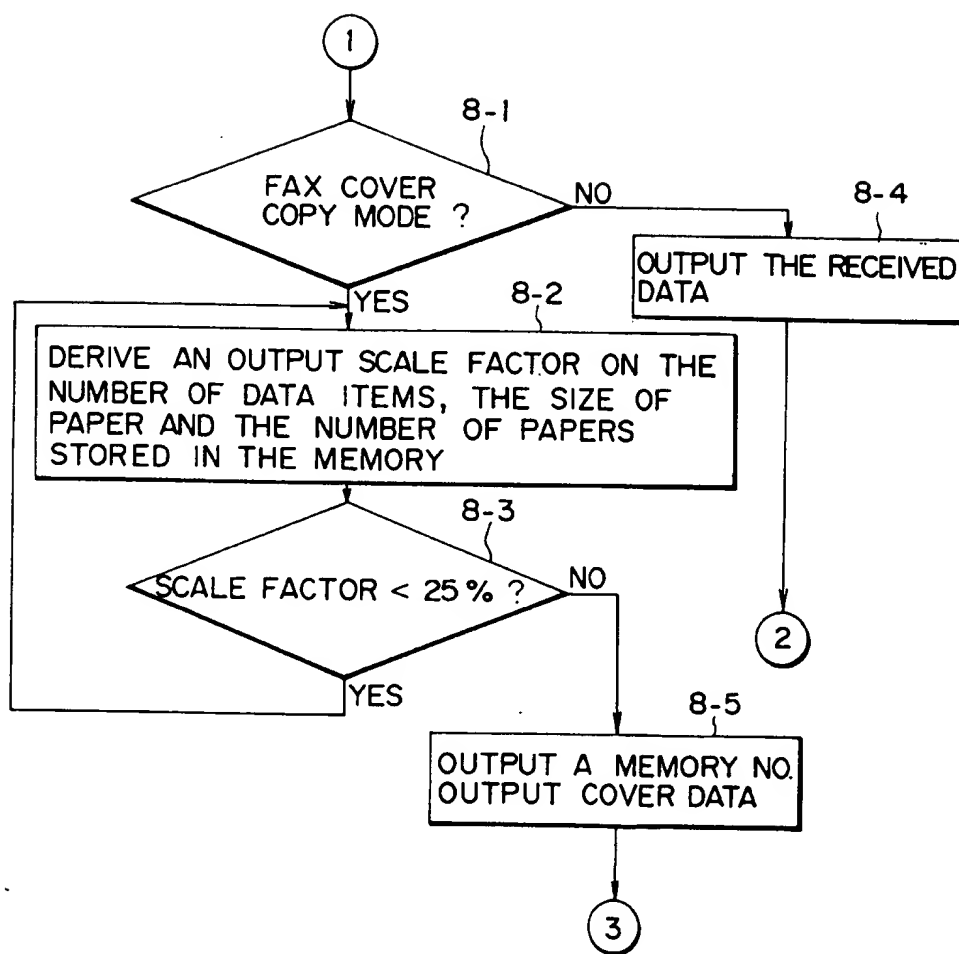 1
8-1
FAX COVER
COPY MODE ?
NO
8-4
OUTPUT THE RECEIVED
DATA
YES
8-2
DERIVE AN OUTPUT SCALE FACTOR ON THE
NUMBER OF DATA ITEMS, THE SIZE OF
PAPER AND THE NUMBER OF PAPERS
STORED IN THE MEMORY
8-3
SCALE FACTOR < 25% ?
NO
2
YES
8-5
OUTPUT A MEMORY NO.
OUTPUT COVER DATA
3